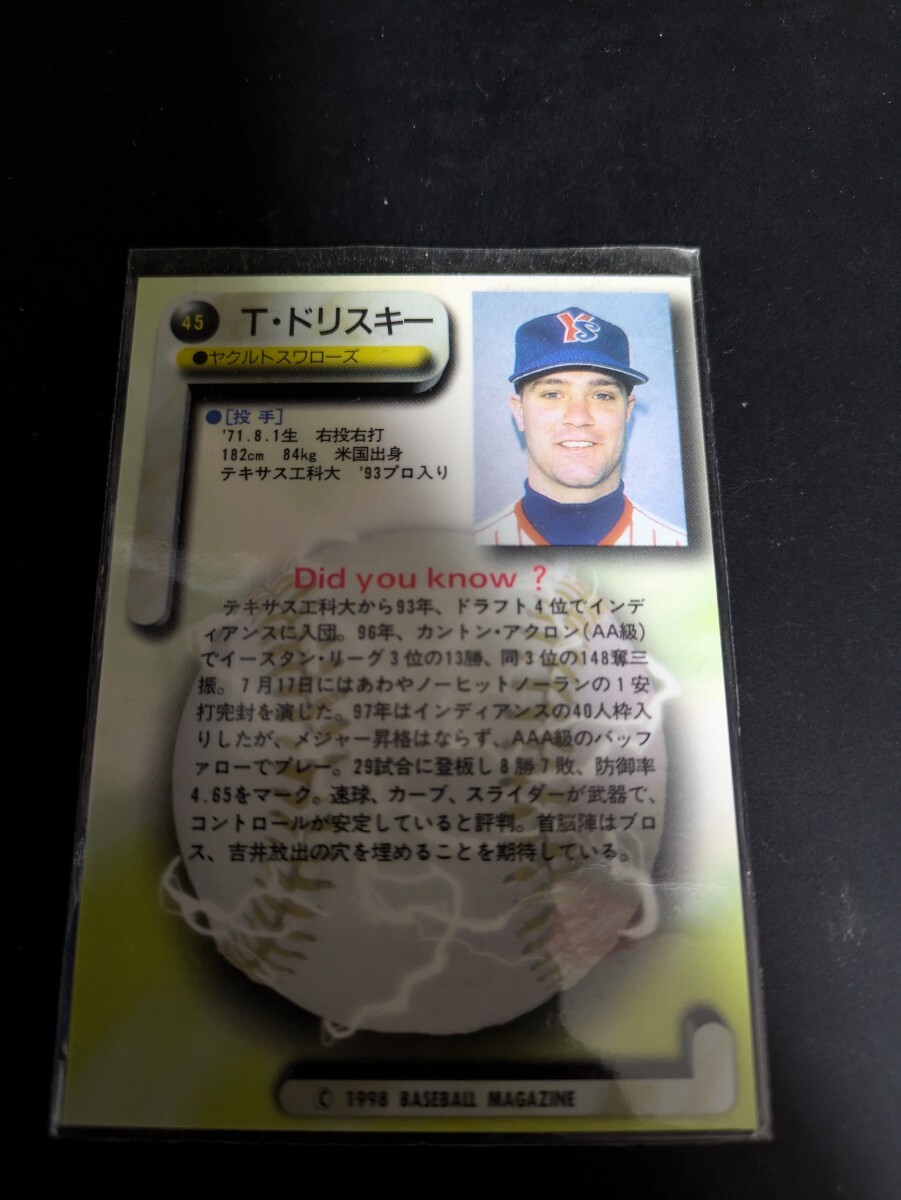 45 T・ドリスキー
●ヤクルトスワローズ
YS
●[投手]
'71.8.1生 右投右打
182cm 84kg 米国出身
テキサス工科大 '93プロ入り
Did you know ?
テキサス工科大から93年、ドラフト4位でインデ
ィアンスに入団。96年、カントン・アクロン(AA級)
でイースタン・リーグ3位の13勝、同3位の148奪三
振。7月17日にはあわやノーヒットノーランの1安
打完封を演じた。97年はインディアンスの40人枠入
りしたが、メジャー昇格はならず、AAA級のバッフ
ァローでプレー。29試合に登板し8勝7敗、防御率
4.65をマーク。速球、カーブ、スライダーが武器で、
コントロールが安定していると評判。首脳陣はブロ
ス、吉井放出の穴を埋めることを期待している。
© 1998 BASEBALL MAGAZINE